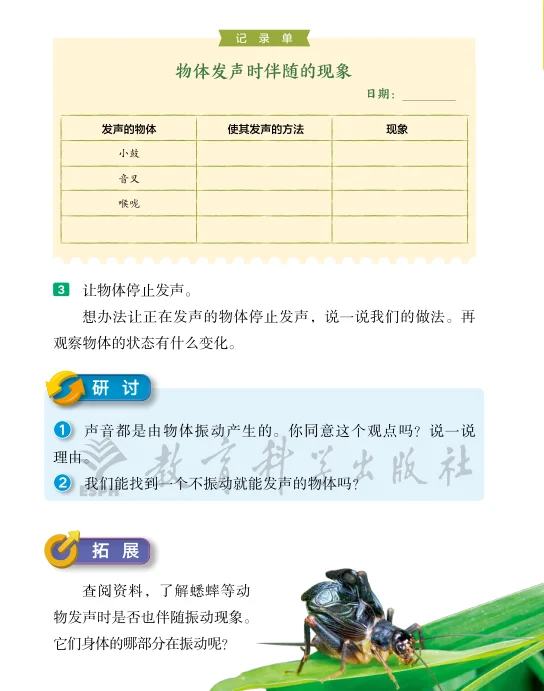 记录单
物体发声时伴随的现象
日期：
发声的物体 使其发声的方法 现象
小鼓
音叉
喉咙
3 让物体停止发声。
想办法让正在发声的物体停止发声，说一说我们的做法。再
观察物体的状态有什么变化。
研讨
1 声音都是由物体振动产生的。你同意这个观点吗？说一说
理由。
教育科学出版社
ESPH
2 我们能找到一个不振动就能发声的物体吗？
拓展
查阅资料，了解蟋蟀等动
物发声时是否也伴随振动现象。
它们身体的哪部分在振动呢？